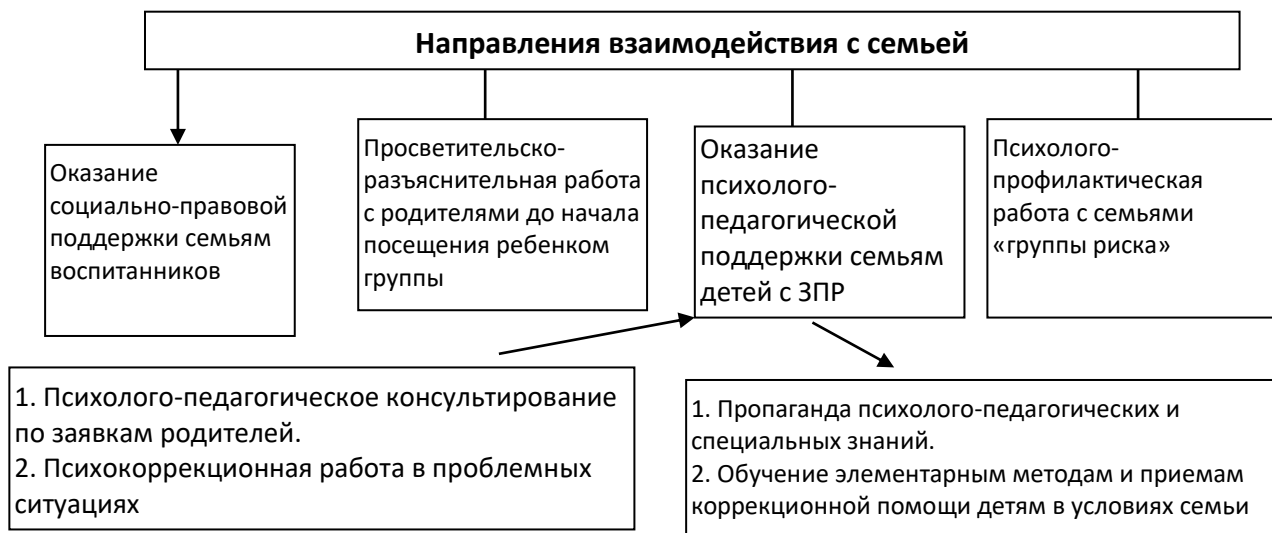 Направления взаимодействия с семьей
Оказание
социально-правовой
поддержки семьям
воспитанников
Просветительско-
разъяснительная работа
с родителями до начала
посещения ребенком
группы
Оказание
психолого-
педагогической
поддержки семьям
детей с ЗПР
Психолого-
профилактическая
работа с семьями
«группы риска»
1. Психолого-педагогическое консультирование
по заявкам родителей.
2. Психокоррекционная работа в проблемных
ситуациях
1. Пропаганда психолого-педагогических и
специальных знаний.
2. Обучение элементарным методам и приемам
коррекционной помощи детям в условиях семьи